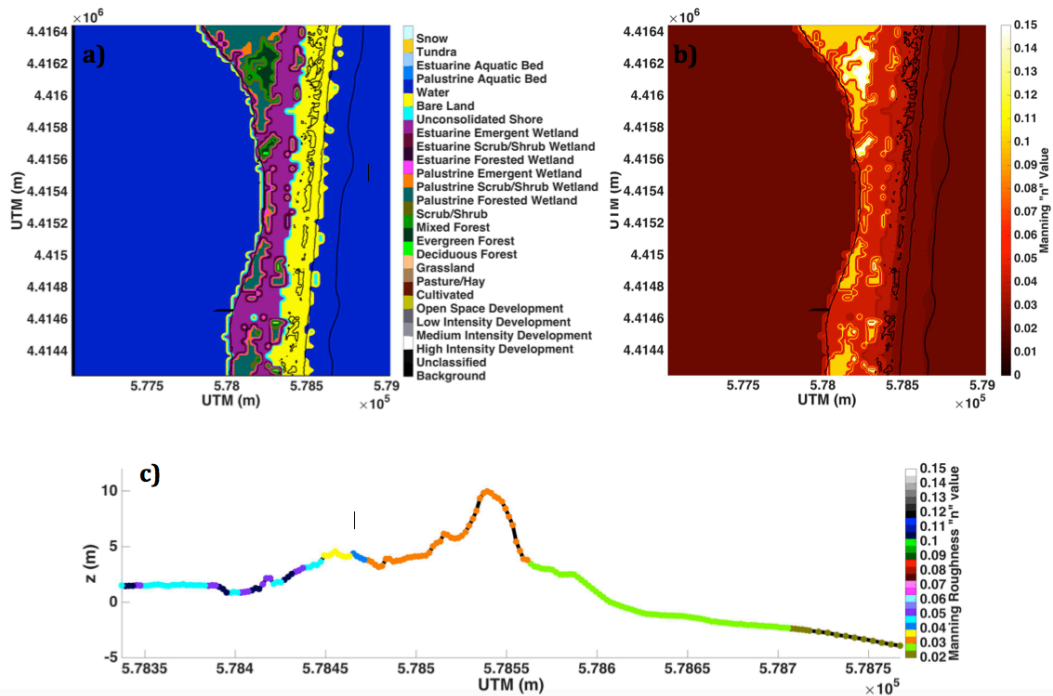 ×10⁶
a)
4.4164
4.4162
4.416
4.4158
4.4156
4.4154
4.4152
4.415
4.4148
4.4146
4.4144
UTM (m)
5.775
5.78
5.785
5.79
UTM (m)
×10⁵
Snow
Tundra
Estuarine Aquatic Bed
Palustrine Aquatic Bed
Water
Bare Land
Unconsolidated Shore
Estuarine Emergent Wetland
Estuarine Scrub/Shrub Wetland
Estuarine Forested Wetland
Palustrine Emergent Wetland
Palustrine Scrub/Shrub Wetland
Palustrine Forested Wetland
Scrub/Shrub
Mixed Forest
Evergreen Forest
Deciduous Forest
Grassland
Pasture/Hay
Cultivated
Open Space Development
Low Intensity Development
Medium Intensity Development
High Intensity Development
Unclassified
Background
×10⁶
b)
4.4164
4.4162
4.416
4.4158
4.4156
4.4154
4.4152
4.415
4.4148
4.4146
4.4144
UTM (m)
5.775
5.78
5.785
5.79
UTM (m)
×10⁵
0.15
0.14
0.13
0.12
0.11
0.1
0.09
0.08
0.07
0.06
0.05
0.04
0.03
0.02
0.01
0
Manning "n" Value
c)
10
5
0
-5
z (m)
5.7835
5.784
5.7845
5.785
5.7855
5.786
5.7865
5.787
5.7875
UTM (m)
×10⁵
0.15
0.14
0.13
0.12
0.11
0.1
0.09
0.08
0.07
0.06
0.05
0.04
0.03
0.02
Manning Roughness "n" value